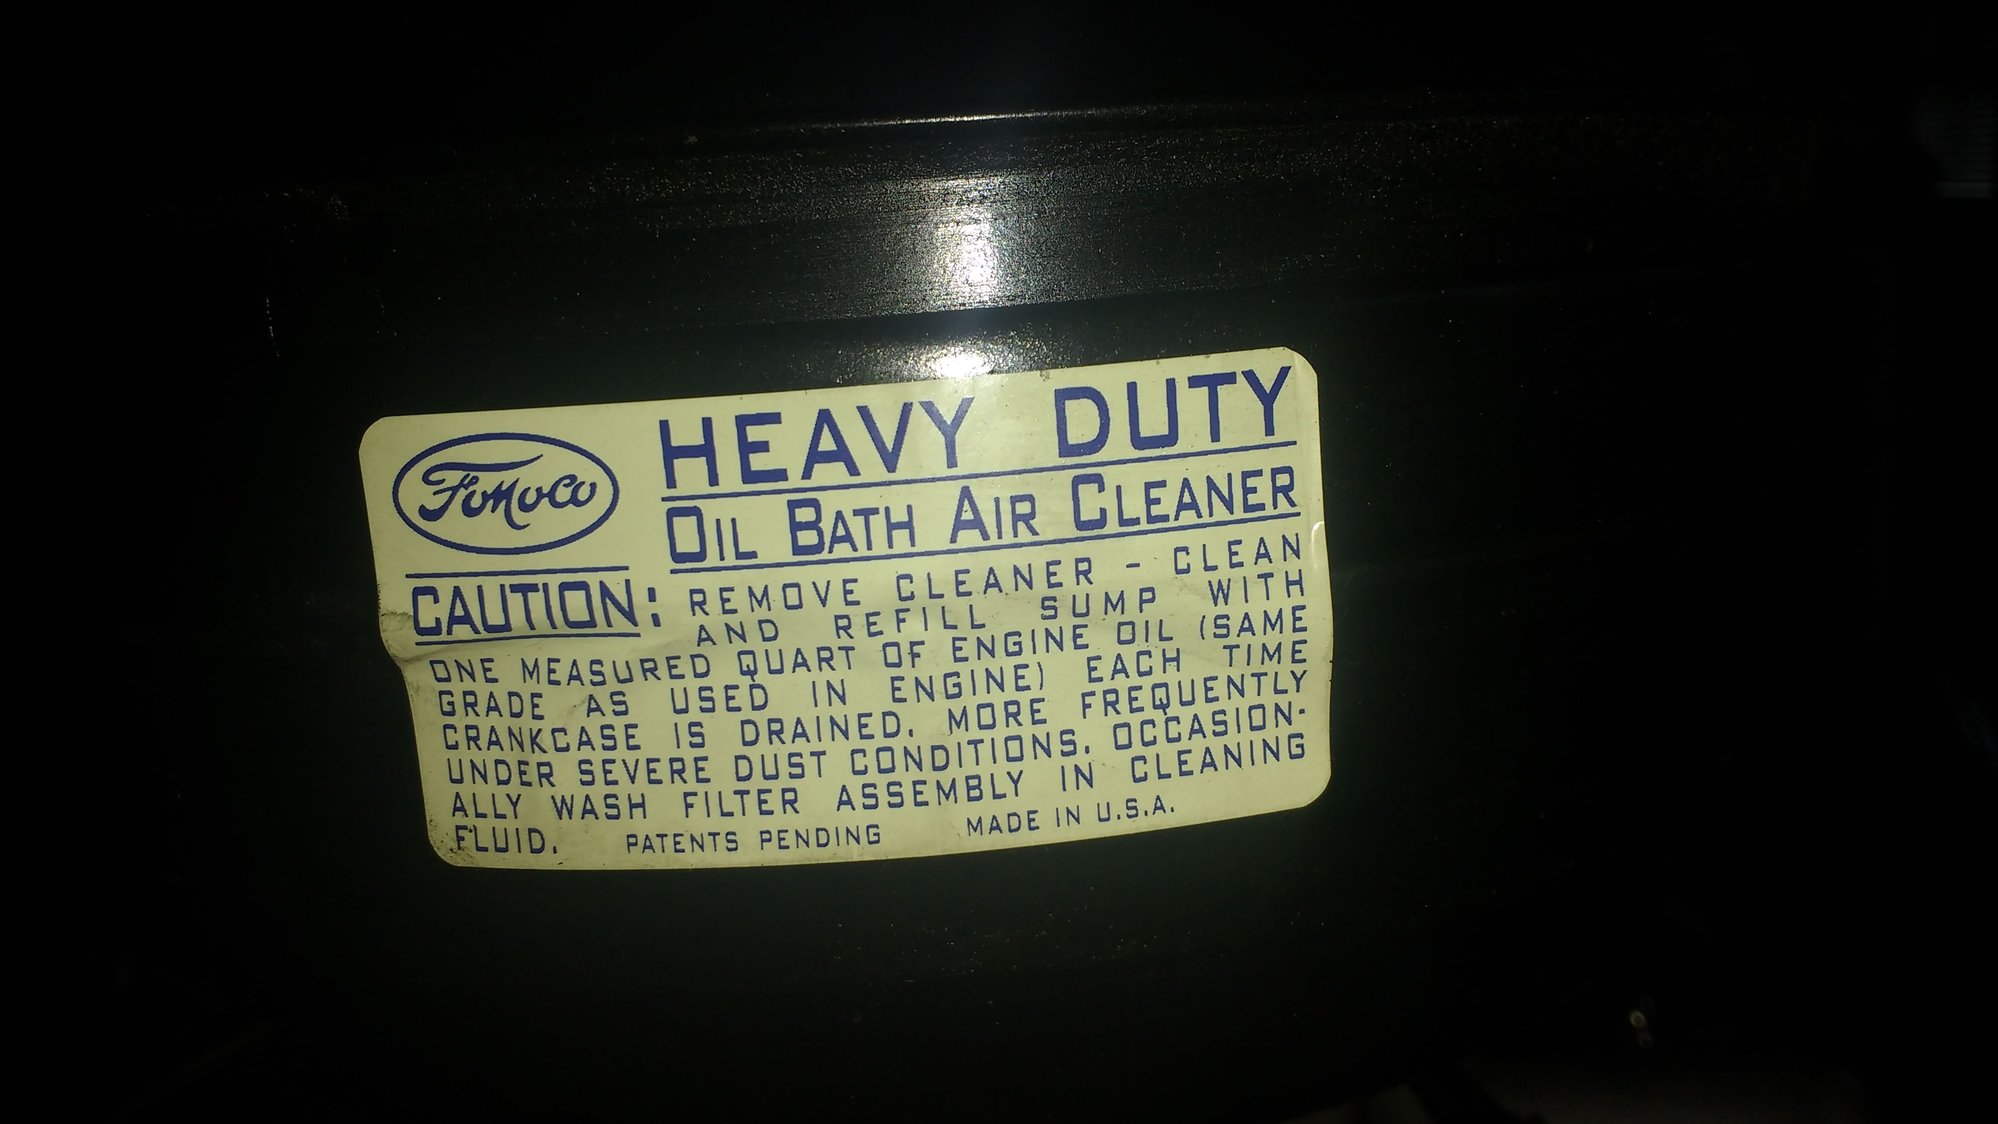 FoMoCo
HEAVY DUTY
OIL BATH AIR CLEANER
CAUTION: REMOVE CLEANER - CLEAN
AND REFILL SUMP WITH
ONE MEASURED QUART OF ENGINE OIL (SAME
GRADE AS USED IN ENGINE) EACH TIME
CRANKCASE IS DRAINED. MORE FREQUENTLY
UNDER SEVERE DUST CONDITIONS. OCCASION-
ALLY WASH FILTER ASSEMBLY IN CLEANING
FLUID. PATENTS PENDING MADE IN U.S.A.